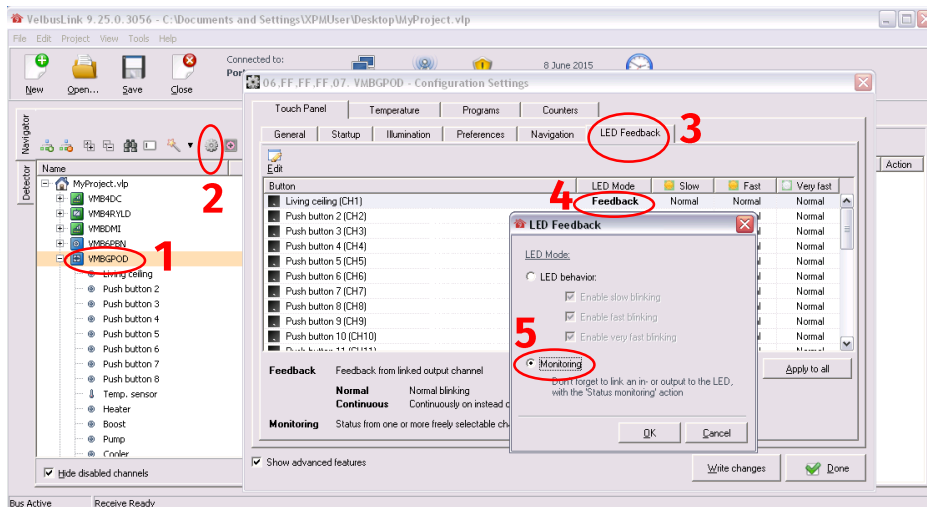 VelbusLink 9.25.0.3056 - C:\Documents and Settings\XPMUser\Desktop\MyProject.vlp
File Edit Project View Tools Help
New
Open...
Save
Close
Connected to:
Por
8 June 2015
Navigator
Detector
2
Name
MyProject.vlp
VMB4DC
VMB4RYLD
VMBDMI
VMB6PBN
VMBGPOD
1
Living ceiling
Push button 2
Push button 3
Push button 4
Push button 5
Push button 6
Push button 7
Push button 8
Temp. sensor
Heater
Boost
Pump
Cooler
Hide disabled channels
Bus Active
Receive Ready
Action
06,FF,FF,FF,07. VMBGPOD - Configuration Settings
Touch Panel Temperature Programs Counters
General Startup Illumination Preferences Navigation LED Feedback
3
Edit
Button LED Mode Slow Fast Very fast
4
Living ceiling (CH1) Feedback Normal Normal Normal
Push button 2 (CH2) Normal
Push button 3 (CH3) Normal
Push button 4 (CH4) Normal
Push button 5 (CH5) Normal
Push button 6 (CH6) Normal
Push button 7 (CH7) Normal
Push button 8 (CH8) Normal
Push button 9 (CH9) Normal
Push button 10 (CH10) Normal
Push button 11 (CH11) Normal
Feedback Feedback from linked output channel
Normal Normal blinking
Continuous Continuously on instead o
Monitoring Status from one or more freely selectable ch
Apply to all
Show advanced features
Write changes
Done
LED Feedback
LED Mode:
LED behavior:
Enable slow blinking
Enable fast blinking
Enable very fast blinking
5
Monitoring
Don't forget to link an in- or output to the LED,
with the 'Status monitoring' action
OK
Cancel